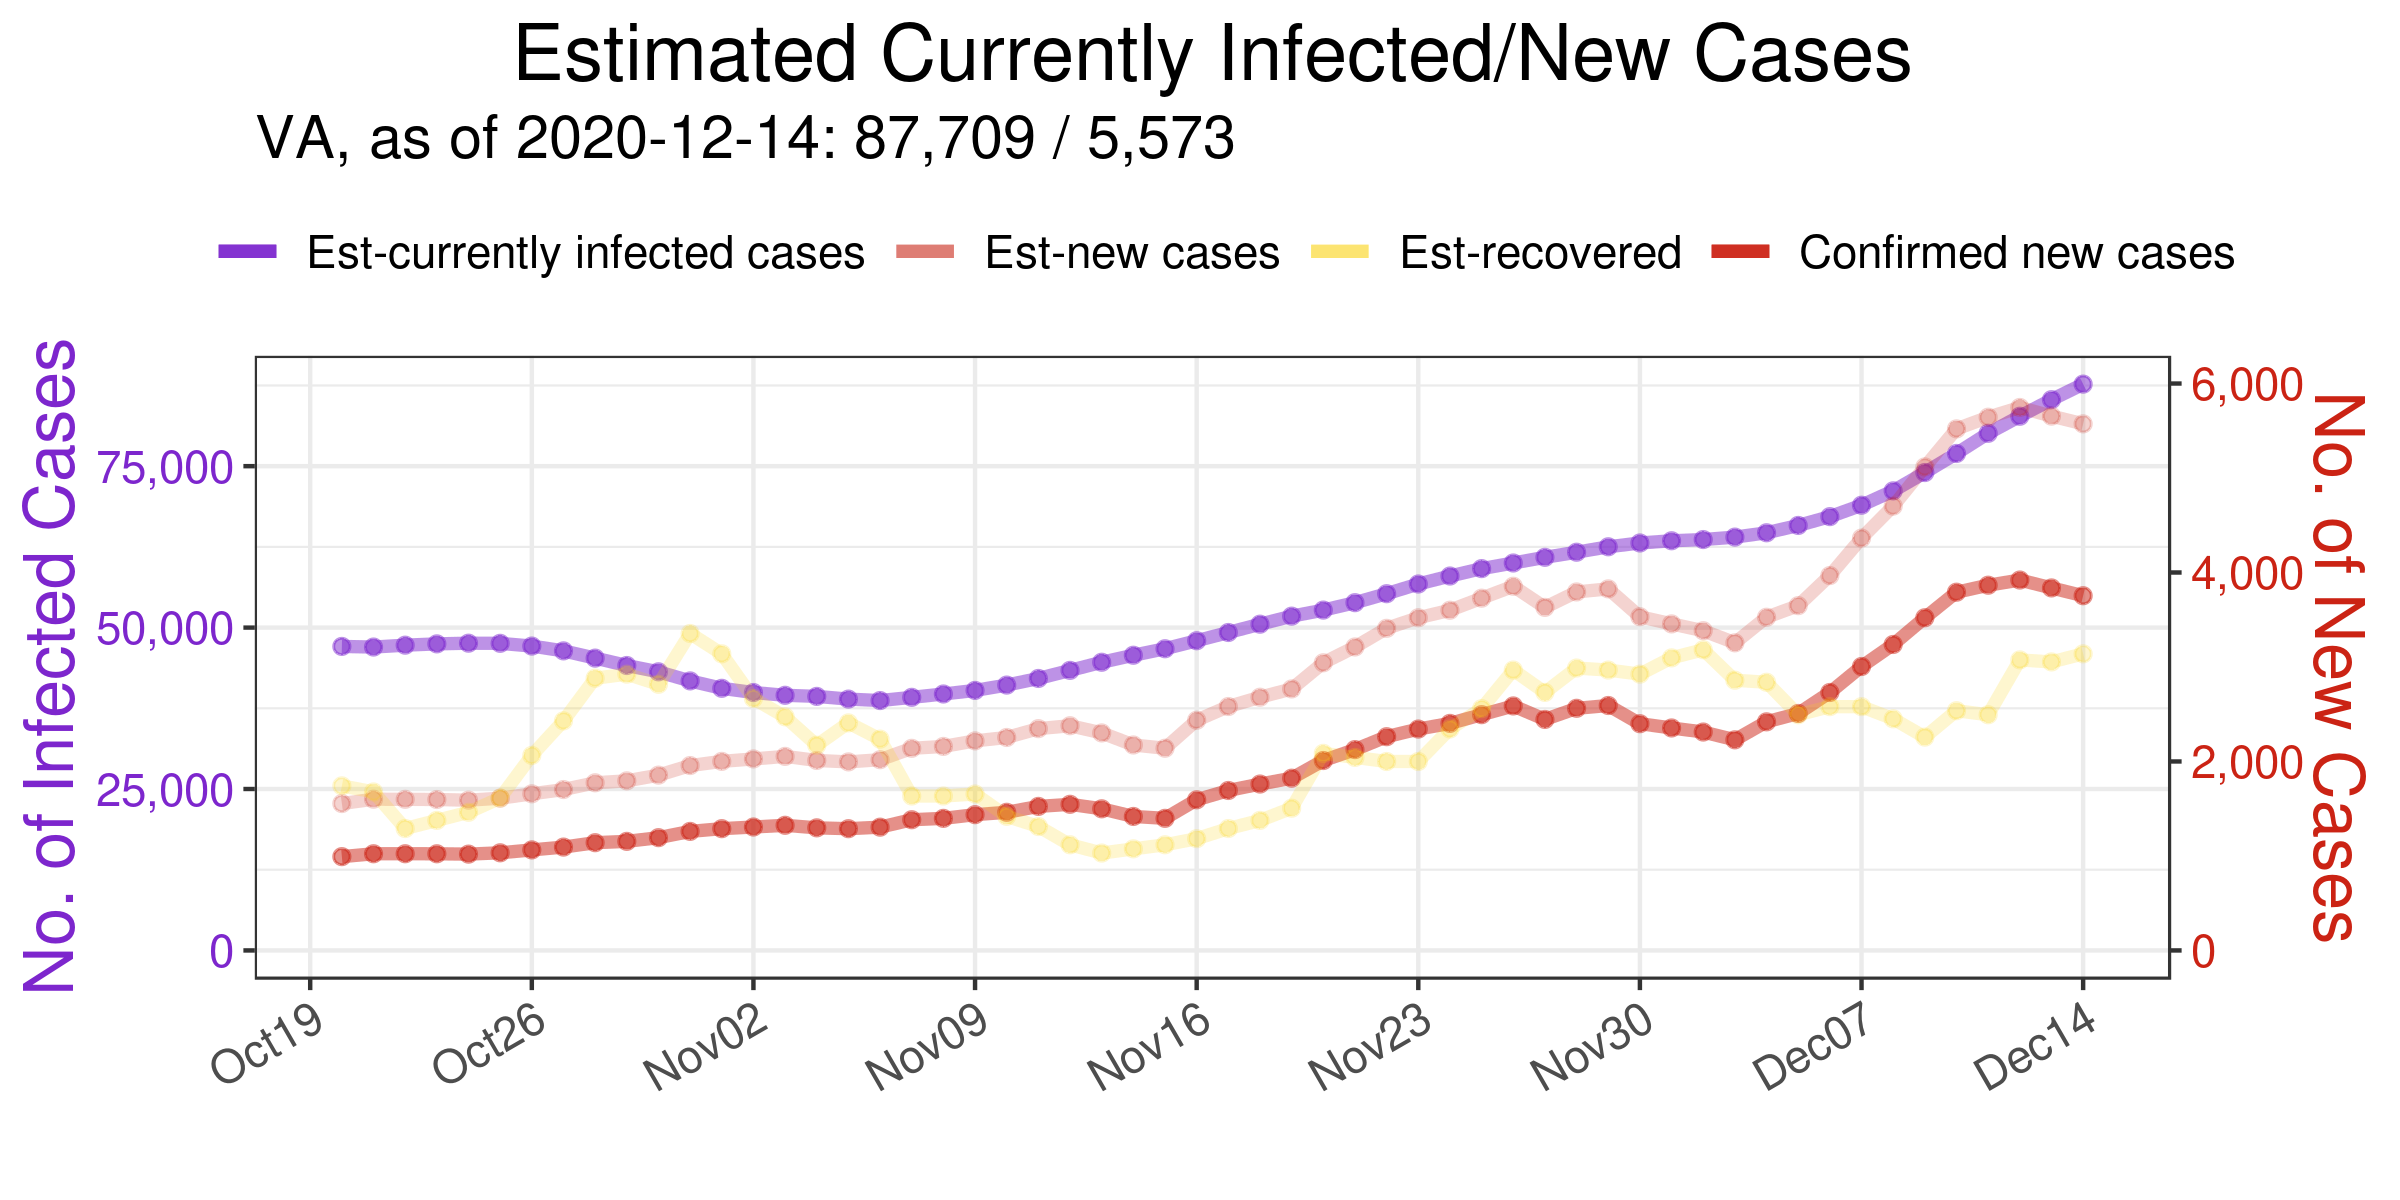 Estimated Currently Infected/New Cases
VA, as of 2020-12-14: 87,709 / 5,573
Est-currently infected cases Est-new cases Est-recovered Confirmed new cases
No. of Infected Cases
75,000
50,000
25,000
0
6,000
4,000
2,000
0
No. of New Cases
Oct19 Oct26 Nov02 Nov09 Nov16 Nov23 Nov30 Dec07 Dec14